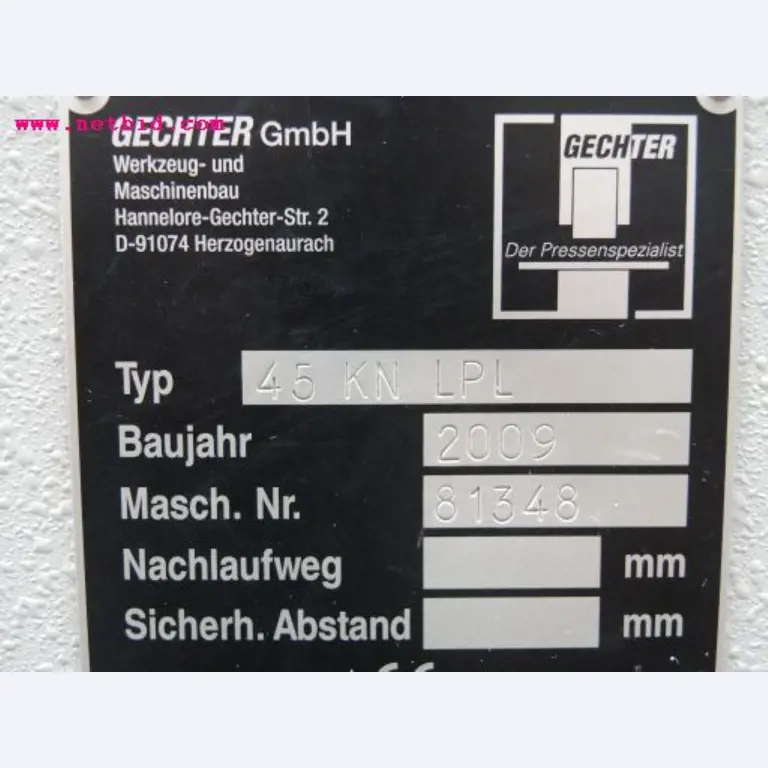 www.netbid.com
GECHTER GmbH
Werkzeug- und
Maschinenbau
Hannelore-Gechter-Str. 2
D-91074 Herzogenaurach
GECHTER
Der Pressenspezialist
Typ 45 KN LPL
Baujahr 2009
Masch. Nr. 81348
Nachlaufweg mm
Sicherh. Abstand mm